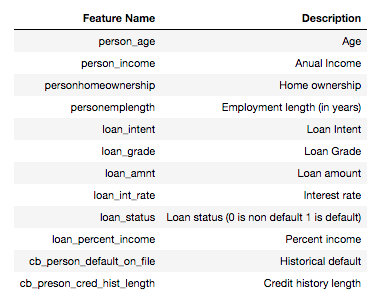 Feature Name Description
person_age Age
person_income Anual Income
personhomeownership Home ownership
personemplength Employment length (in years)
loan_intent Loan Intent
loan_grade Loan Grade
loan_amnt Loan amount
loan_int_rate Interest rate
loan_status Loan status (0 is non default 1 is default)
loan_percent_income Percent income
cb_person_default_on_file Historical default
cb_preson_cred_hist_length Credit history length